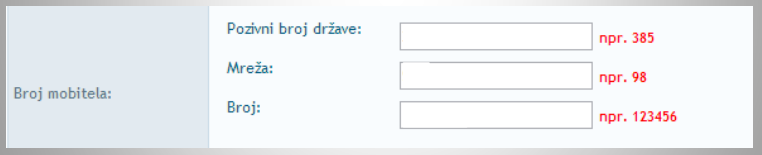 Pozivni broj države:
npr. 385
Mreža:
npr. 98
Broj mobitela:
Broj:
npr. 123456